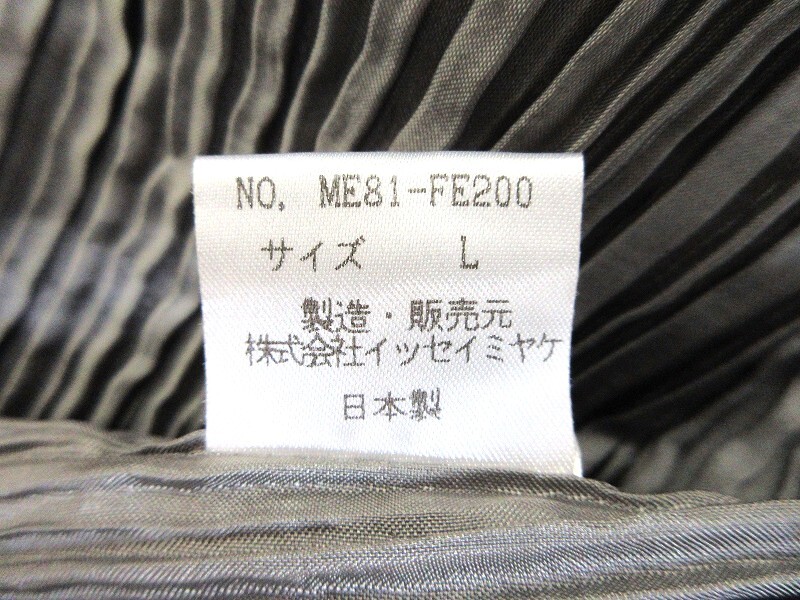 NO. ME81-FE200
サイズ L
製造・販売元
株式会社イッセイミヤケ
日本製